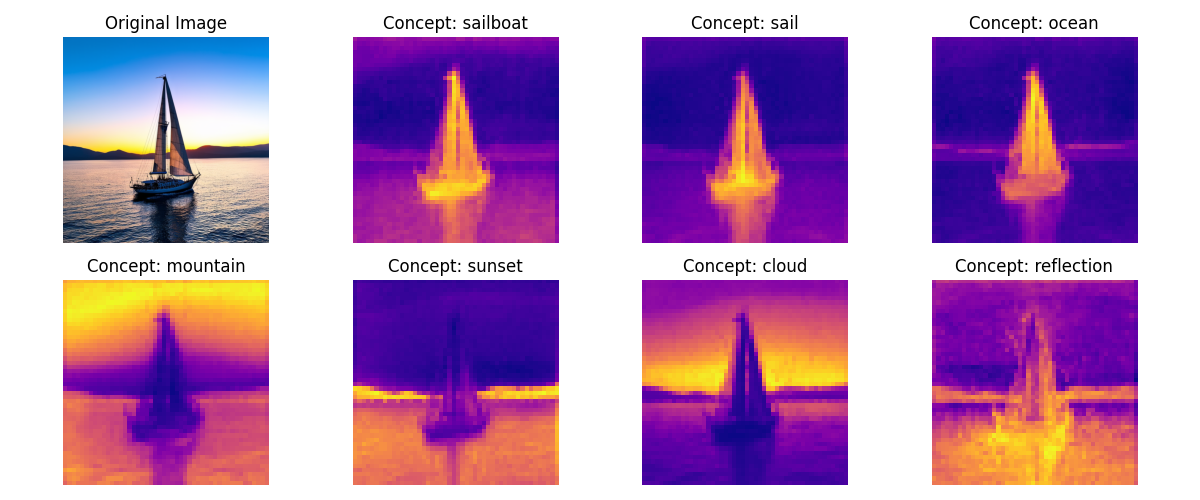 Original Image
Concept: sailboat
Concept: sail
Concept: ocean
Concept: mountain
Concept: sunset
Concept: cloud
Concept: reflection